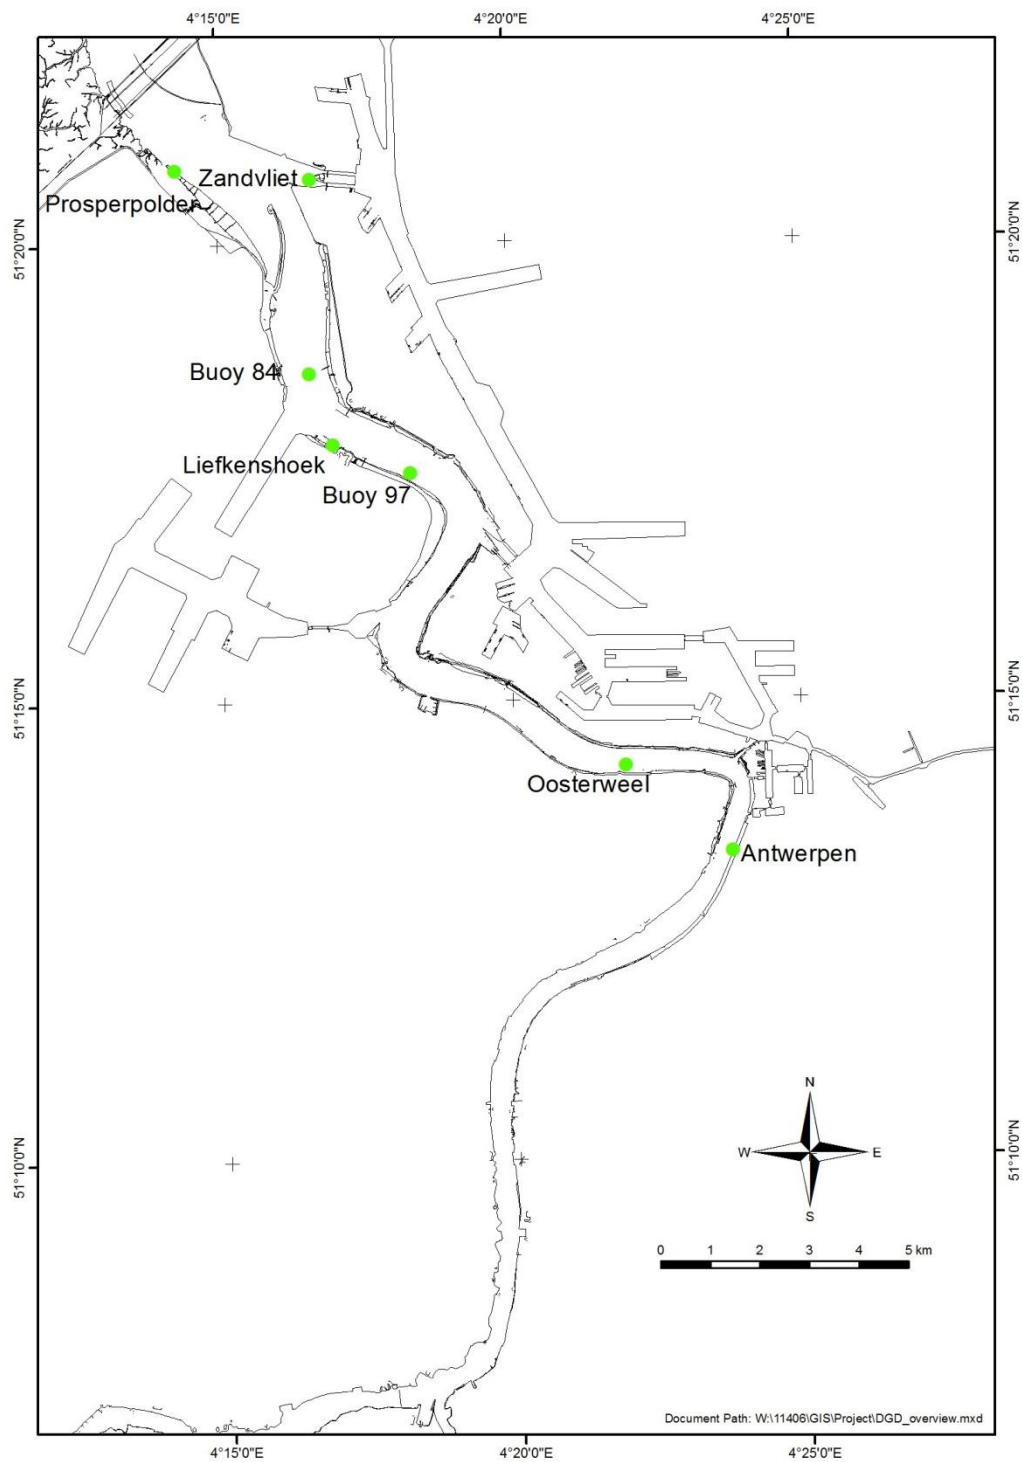 4°15'0"E
4°20'0"E
4°25'0"E
Zandvliet
Prosperpolder
51°20'0"N
51°20'0"N
Buoy 84
Liefkenshoek
Buoy 97
51°15'0"N
51°15'0"N
Oosterweel
Antwerpen
N
W
E
S
51°10'0"N
51°10'0"N
0 1 2 3 4 5 km
Document Path: W:\11406\GIS\Project\DGD_overview.mxd
4°15'0"E
4°20'0"E
4°25'0"E